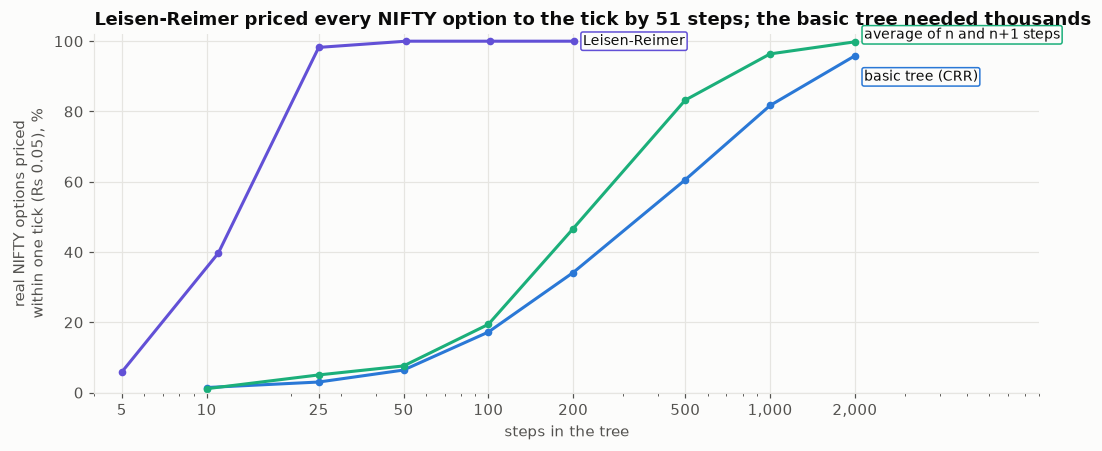 Leisen-Reimer priced every NIFTY option to the tick by 51 steps; the basic tree needed thousands
real NIFTY options priced
within one tick (Rs 0.05), %
100
80
60
40
20
0
Leisen-Reimer
average of n and n+1 steps
basic tree (CRR)
5
10
25
50
100
200
500
1,000
2,000
steps in the tree